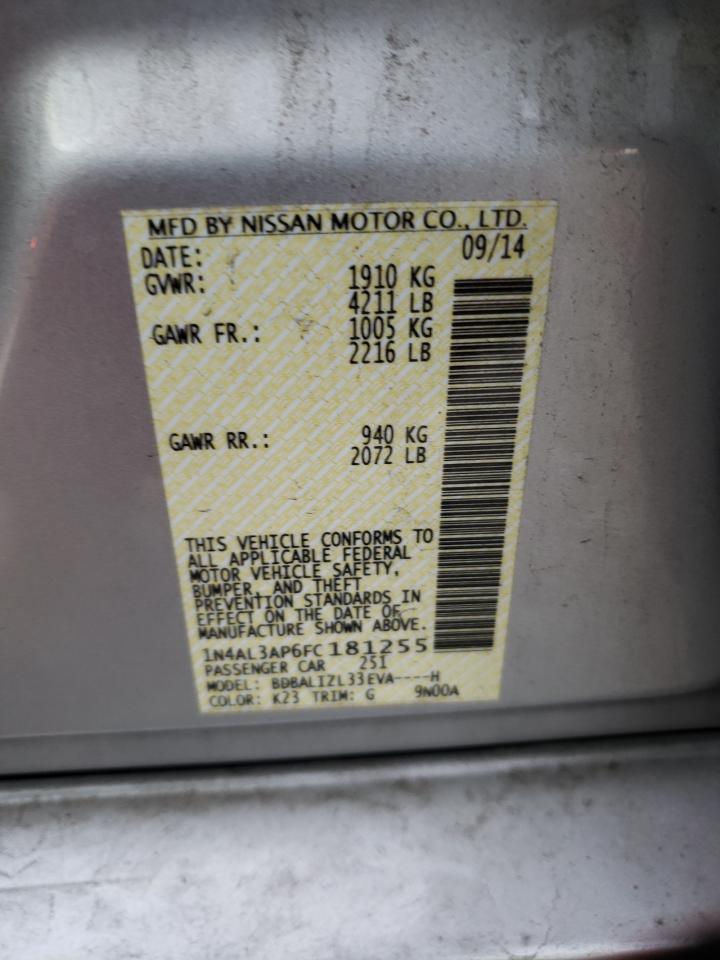 MFD BY NISSAN MOTOR CO., LTD.
DATE: 09/14
GVWR: 1910 KG
4211 LB
GAWR FR.: 1005 KG
2216 LB
GAWR RR.: 940 KG
2072 LB
THIS VEHICLE CONFORMS TO
ALL APPLICABLE FEDERAL
MOTOR VEHICLE SAFETY,
BUMPER, AND THEFT
PREVENTION STANDARDS IN
EFFECT ON THE DATE OF
MANUFACTURE SHOWN ABOVE.
1N4AL3AP6FC181255
PASSENGER CAR 251
MODEL: BDBALIZL33EVA----H
COLOR: K23 TRIM: G 9N00A